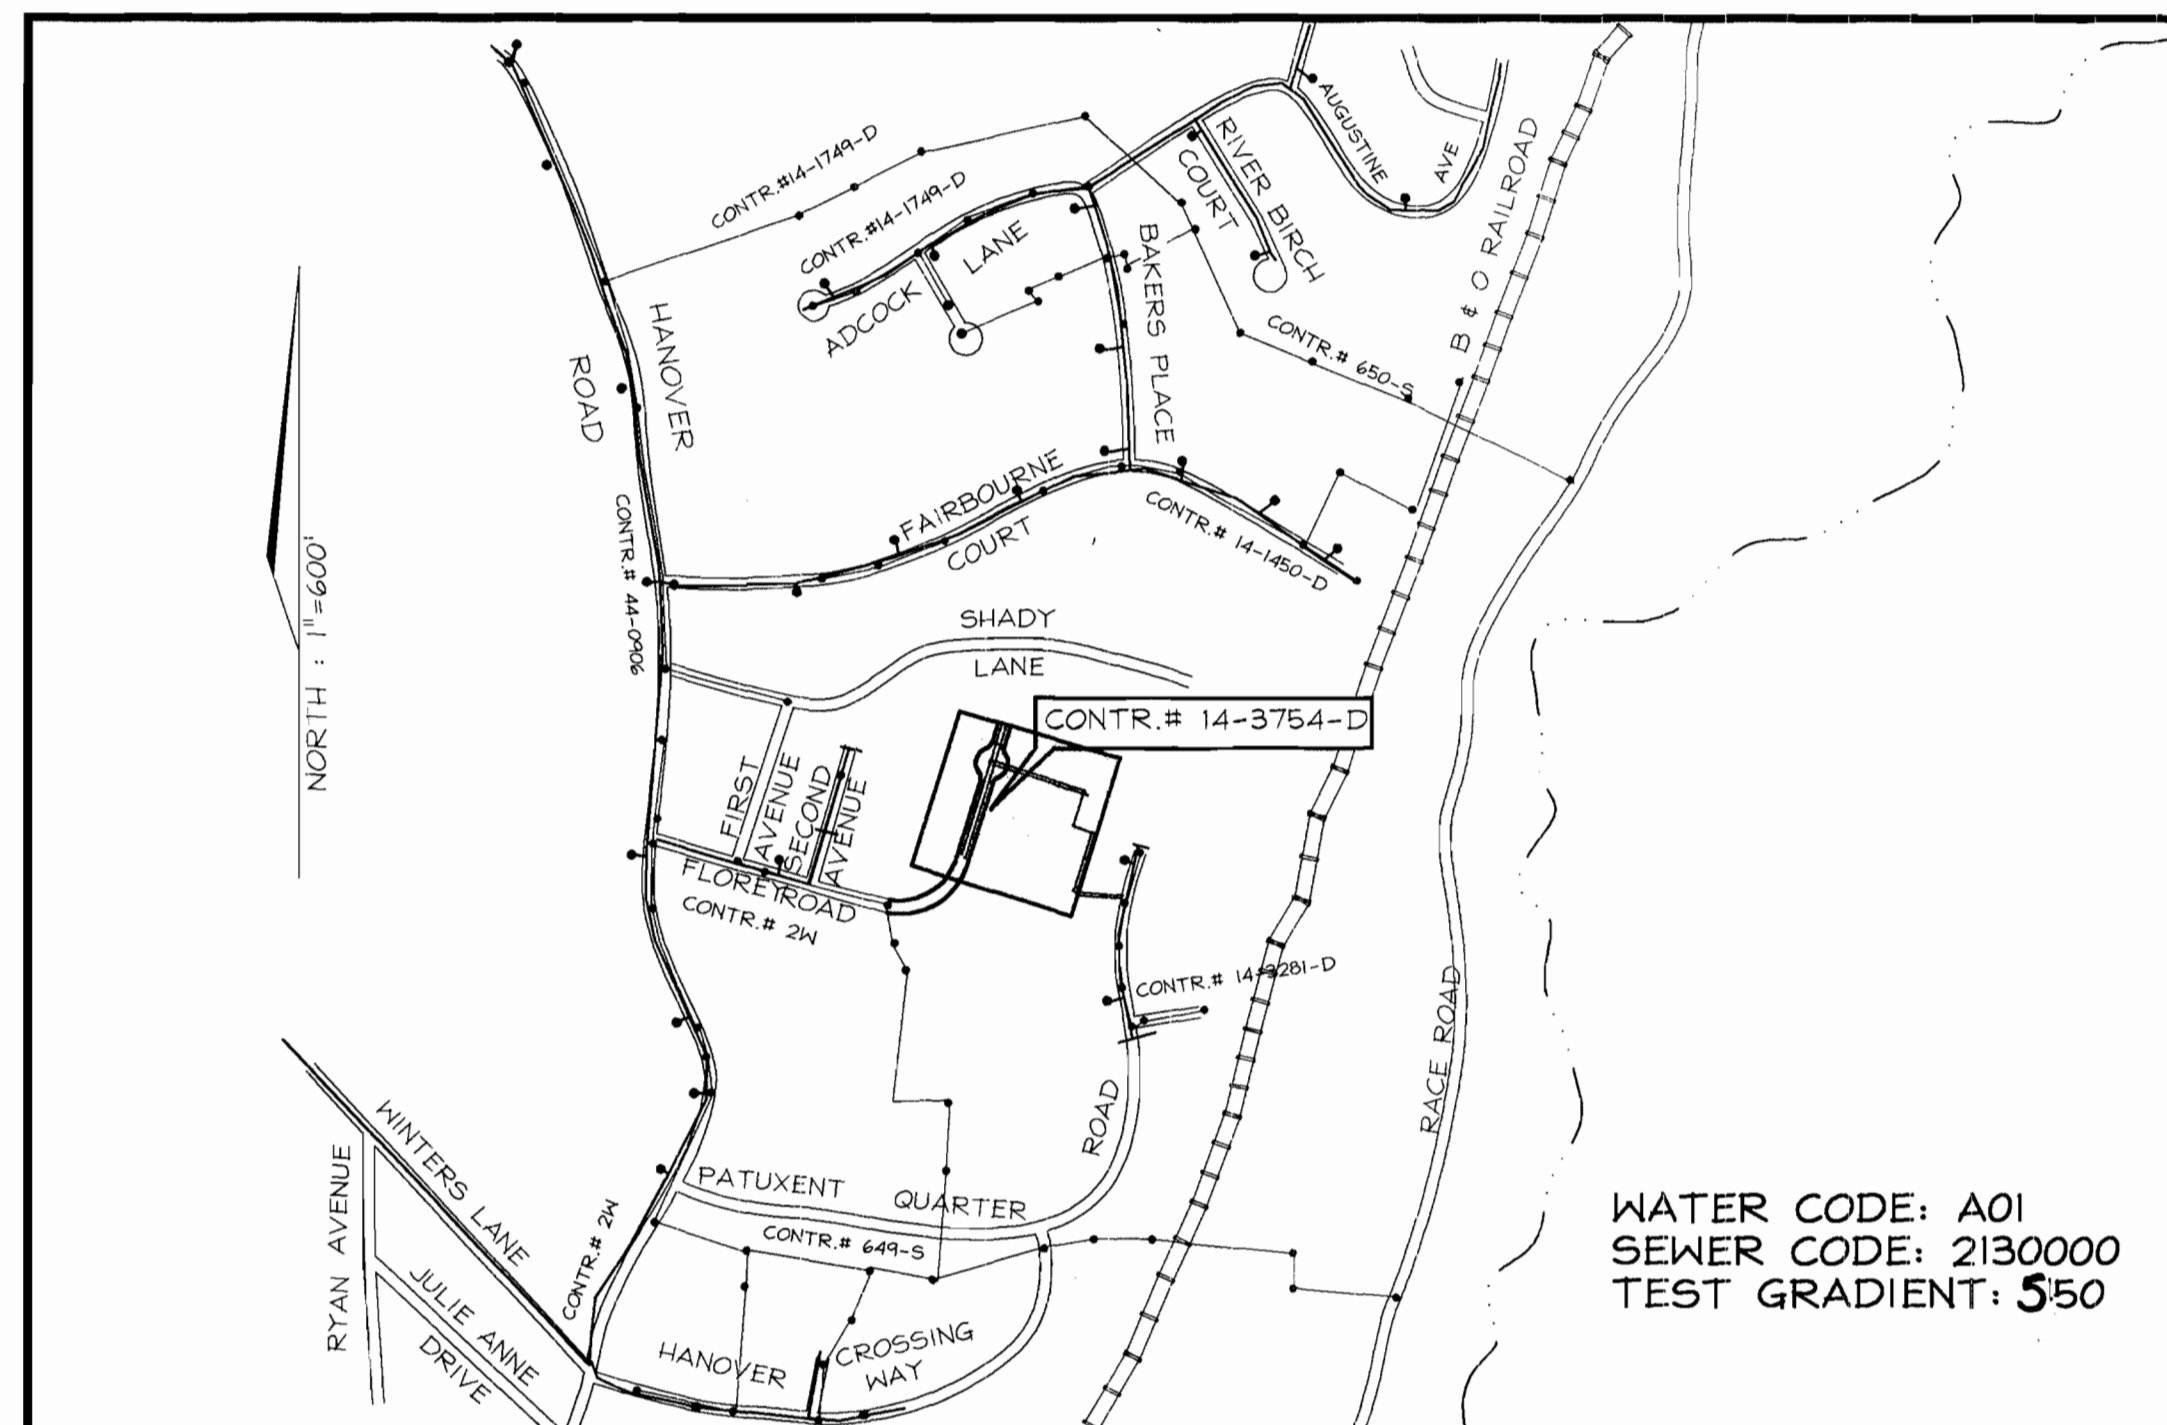 CONTR.#14-1749-D
CONTR.#14-1749-D
ADCOCK LANE
RIVER BIRCH
COURT
AUGUSTINE AVE
B & O RAILROAD
HANOVER
ROAD
BAKERS PLACE
CONTR.# 650-S
FAIRBOURNE
COURT
CONTR.# 14-1450-D
CONTR.# 44-0906
NORTH : 1"=600'
SHADY
LANE
CONTR.# 14-3754-D
FIRST
AVENUE
SECOND
AVENUE
FLOREY ROAD
CONTR.# 2W
CONTR.# 14-3281-D
RACE ROAD
WINTERS LANE
RYAN AVENUE
JULIE ANNE
DRIVE
CONTR.# 2W
PATUXENT QUARTER ROAD
CONTR.# 649-S
HANOVER CROSSING
WAY
WATER CODE: A01
SEWER CODE: 2130000
TEST GRADIENT: 550